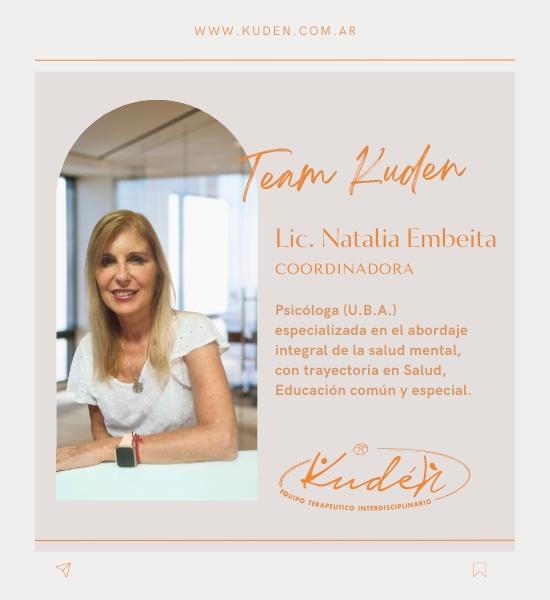 WWW.KUDEN.COM.AR
Team Kuden
Lic. Natalia Embeita
COORDINADORA
Psicóloga (U.B.A.)
especializada en el abordaje
integral de la salud mental,
con trayectoria en Salud,
Educación común y especial.
Kudén
EQUIPO TERAPEUTICO INTERDISCIPLINARIO